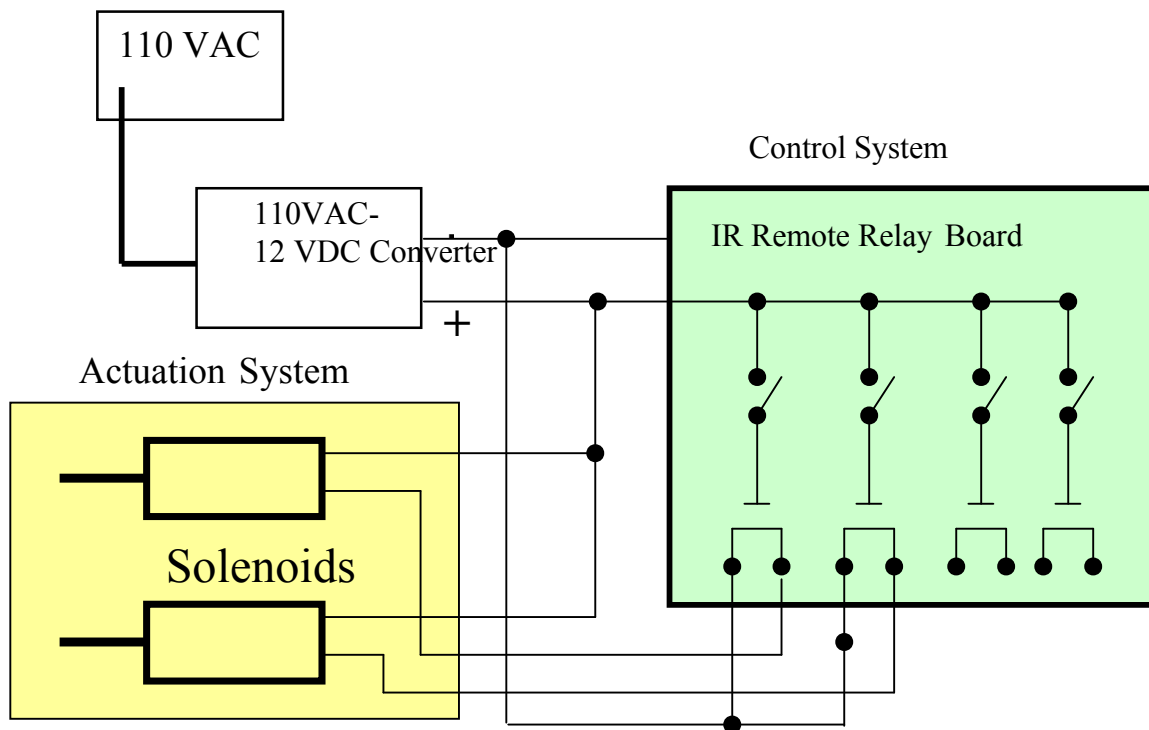 110 VAC
Control System
110VAC-
12 VDC Converter
-
IR Remote Relay Board
+
Actuation System
Solenoids